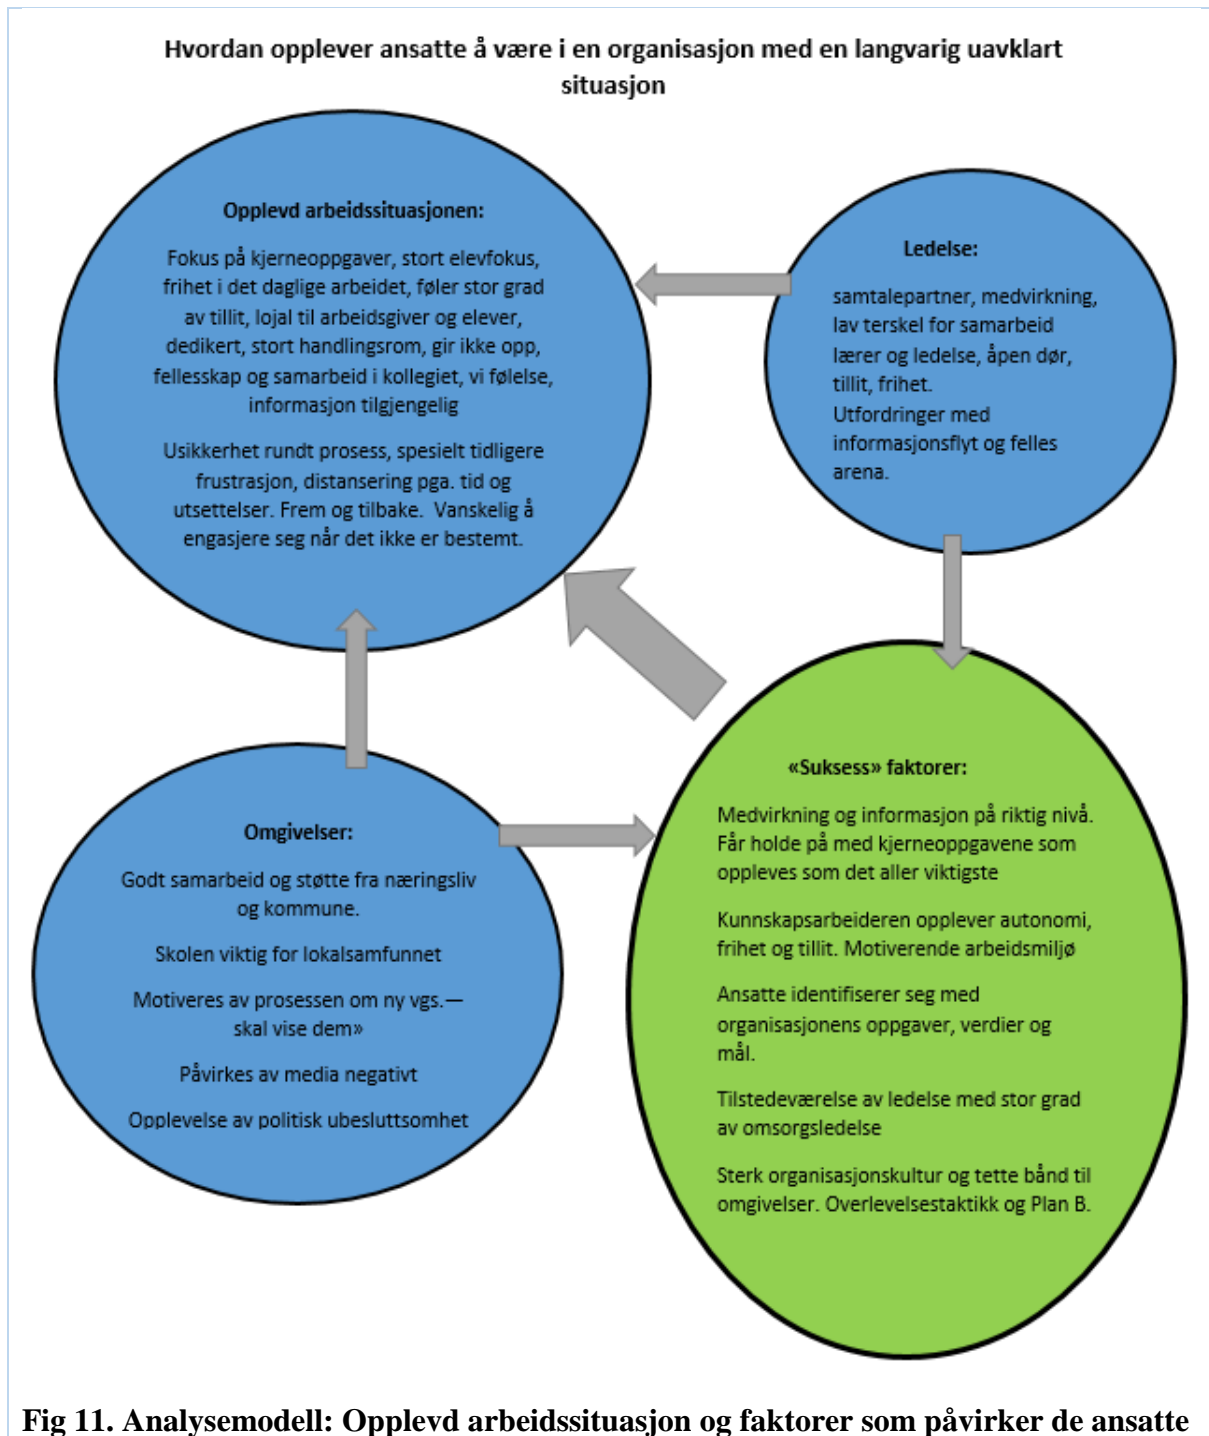 Hvordan opplever ansatte å være i en organisasjon med en langvarig uavklart
situasjon
Opplevd arbeidssituasjonen:
Fokus på kjerneoppgaver, stort elevfokus,
frihet i det daglige arbeidet, føler stor grad
av tillit, lojal til arbeidsgiver og elever,
dedikert, stort handlingsrom, gir ikke opp,
fellesskap og samarbeid i kollegiet, vi følelse,
informasjon tilgjengelig
Usikkerhet rundt prosess, spesielt tidligere
frustrasjon, distansering pga. tid og
utsettelser. Frem og tilbake.  Vanskelig å
engasjere seg når det ikke er bestemt.
Ledelse:
samtalepartner, medvirkning,
lav terskel for samarbeid
lærer og ledelse, åpen dør,
tillit, frihet.
Utfordringer med
informasjonsflyt og felles
arena.
Omgivelser:
Godt samarbeid og støtte fra næringsliv
og kommune.
Skolen viktig for lokalsamfunnet
Motiveres av prosessen om ny vgs.—
skal vise dem»
Påvirkes av media negativt
Opplevelse av politisk ubesluttsomhet
«Suksess» faktorer:
Medvirkning og informasjon på riktig nivå.
Får holde på med kjerneoppgavene som
oppleves som det aller viktigste
Kunnskapsarbeideren opplever autonomi,
frihet og tillit. Motiverende arbeidsmiljø
Ansatte identifiserer seg med
organisasjonens oppgaver, verdier og
mål.
Tilstedeværelse av ledelse med stor grad
av omsorgsledelse
Sterk organisasjonskultur og tette bånd til
omgivelser. Overlevelsestaktikk og Plan B.
Fig 11. Analysemodell: Opplevd arbeidssituasjon og faktorer som påvirker de ansatte